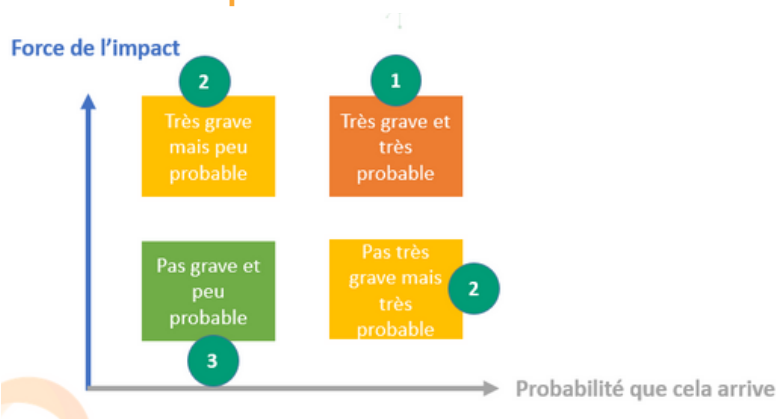 Force de l'impact
2
1
Très grave
mais peu
probable
Très grave et
très
probable
Pas grave et
peu
probable
Pas très
grave mais
très
probable
2
3
Probabilité que cela arrive